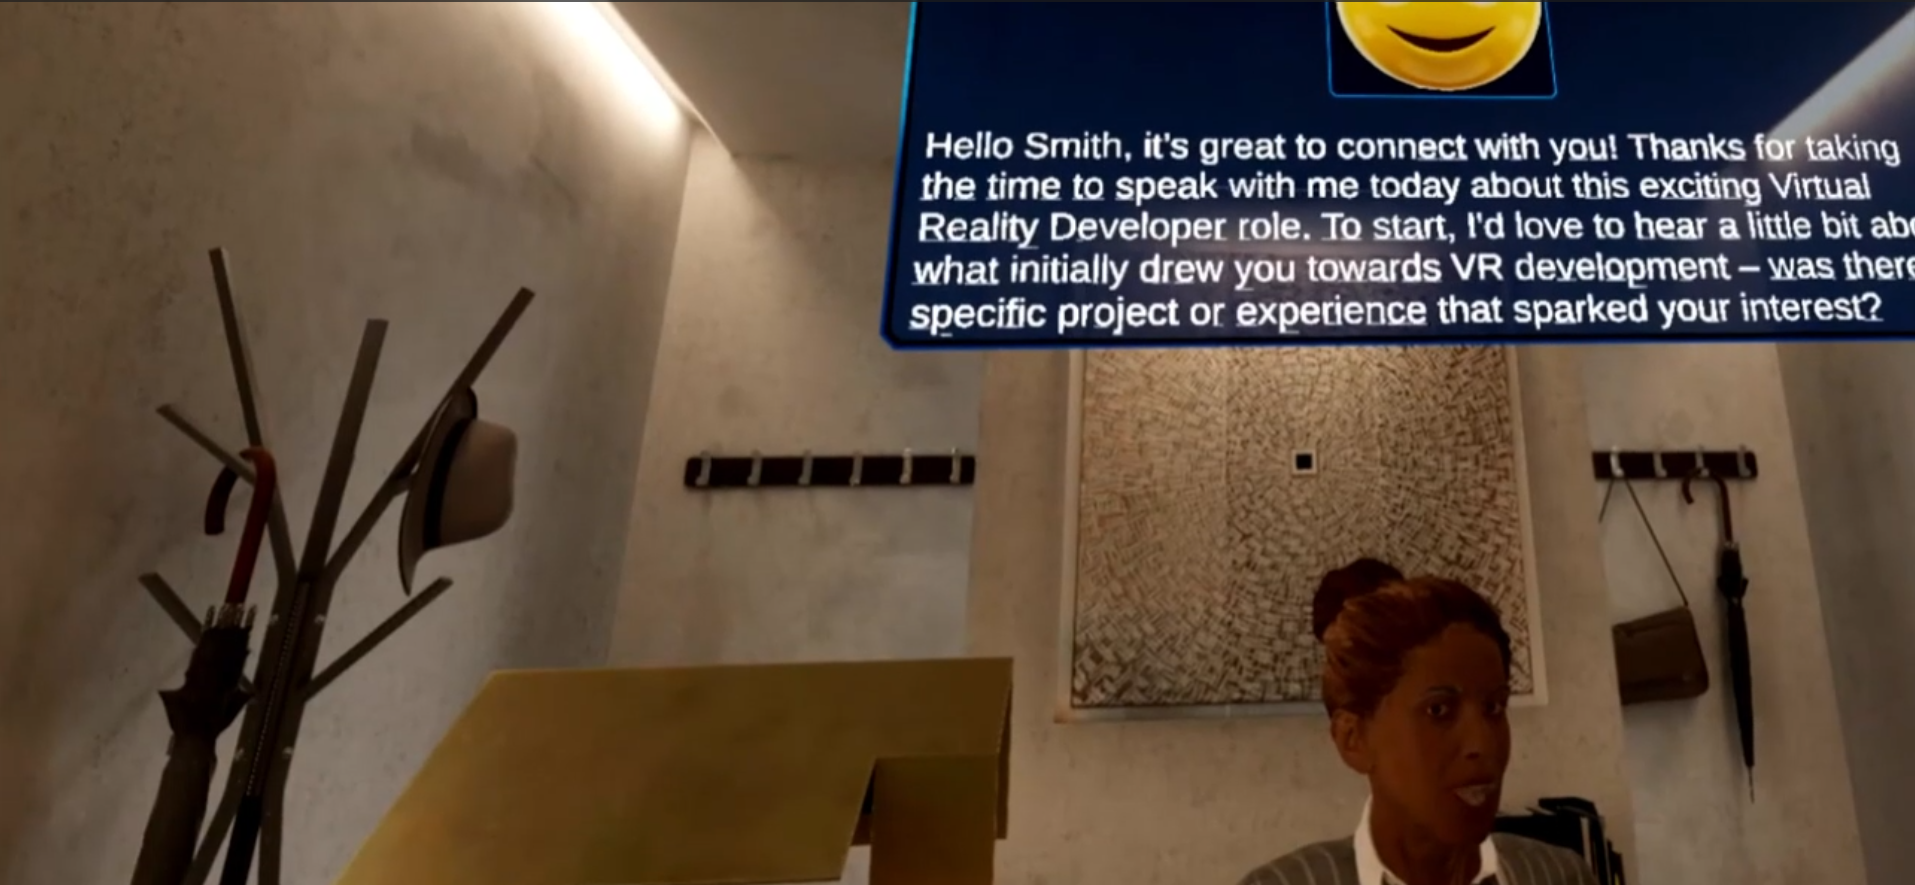 Hello Smith, it's great to connect with you! Thanks for taking
the time to speak with me today about this exciting Virtual
Reality Developer role. To start, I'd love to hear a little bit
what initially drew you towards VR development – was there
specific project or experience that sparked your interest?